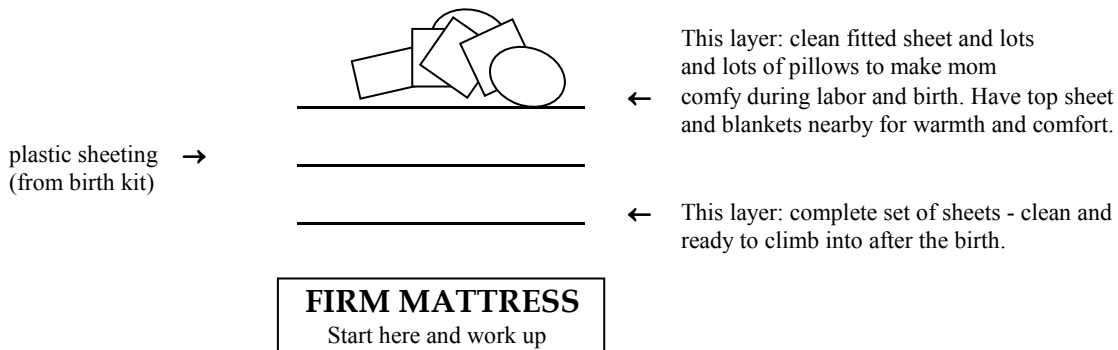 This layer: clean fitted sheet and lots
and lots of pillows to make mom
← comfy during labor and birth. Have top sheet
and blankets nearby for warmth and comfort.
plastic sheeting →
(from birth kit)
← This layer: complete set of sheets - clean and
ready to climb into after the birth.
FIRM MATTRESS
Start here and work up